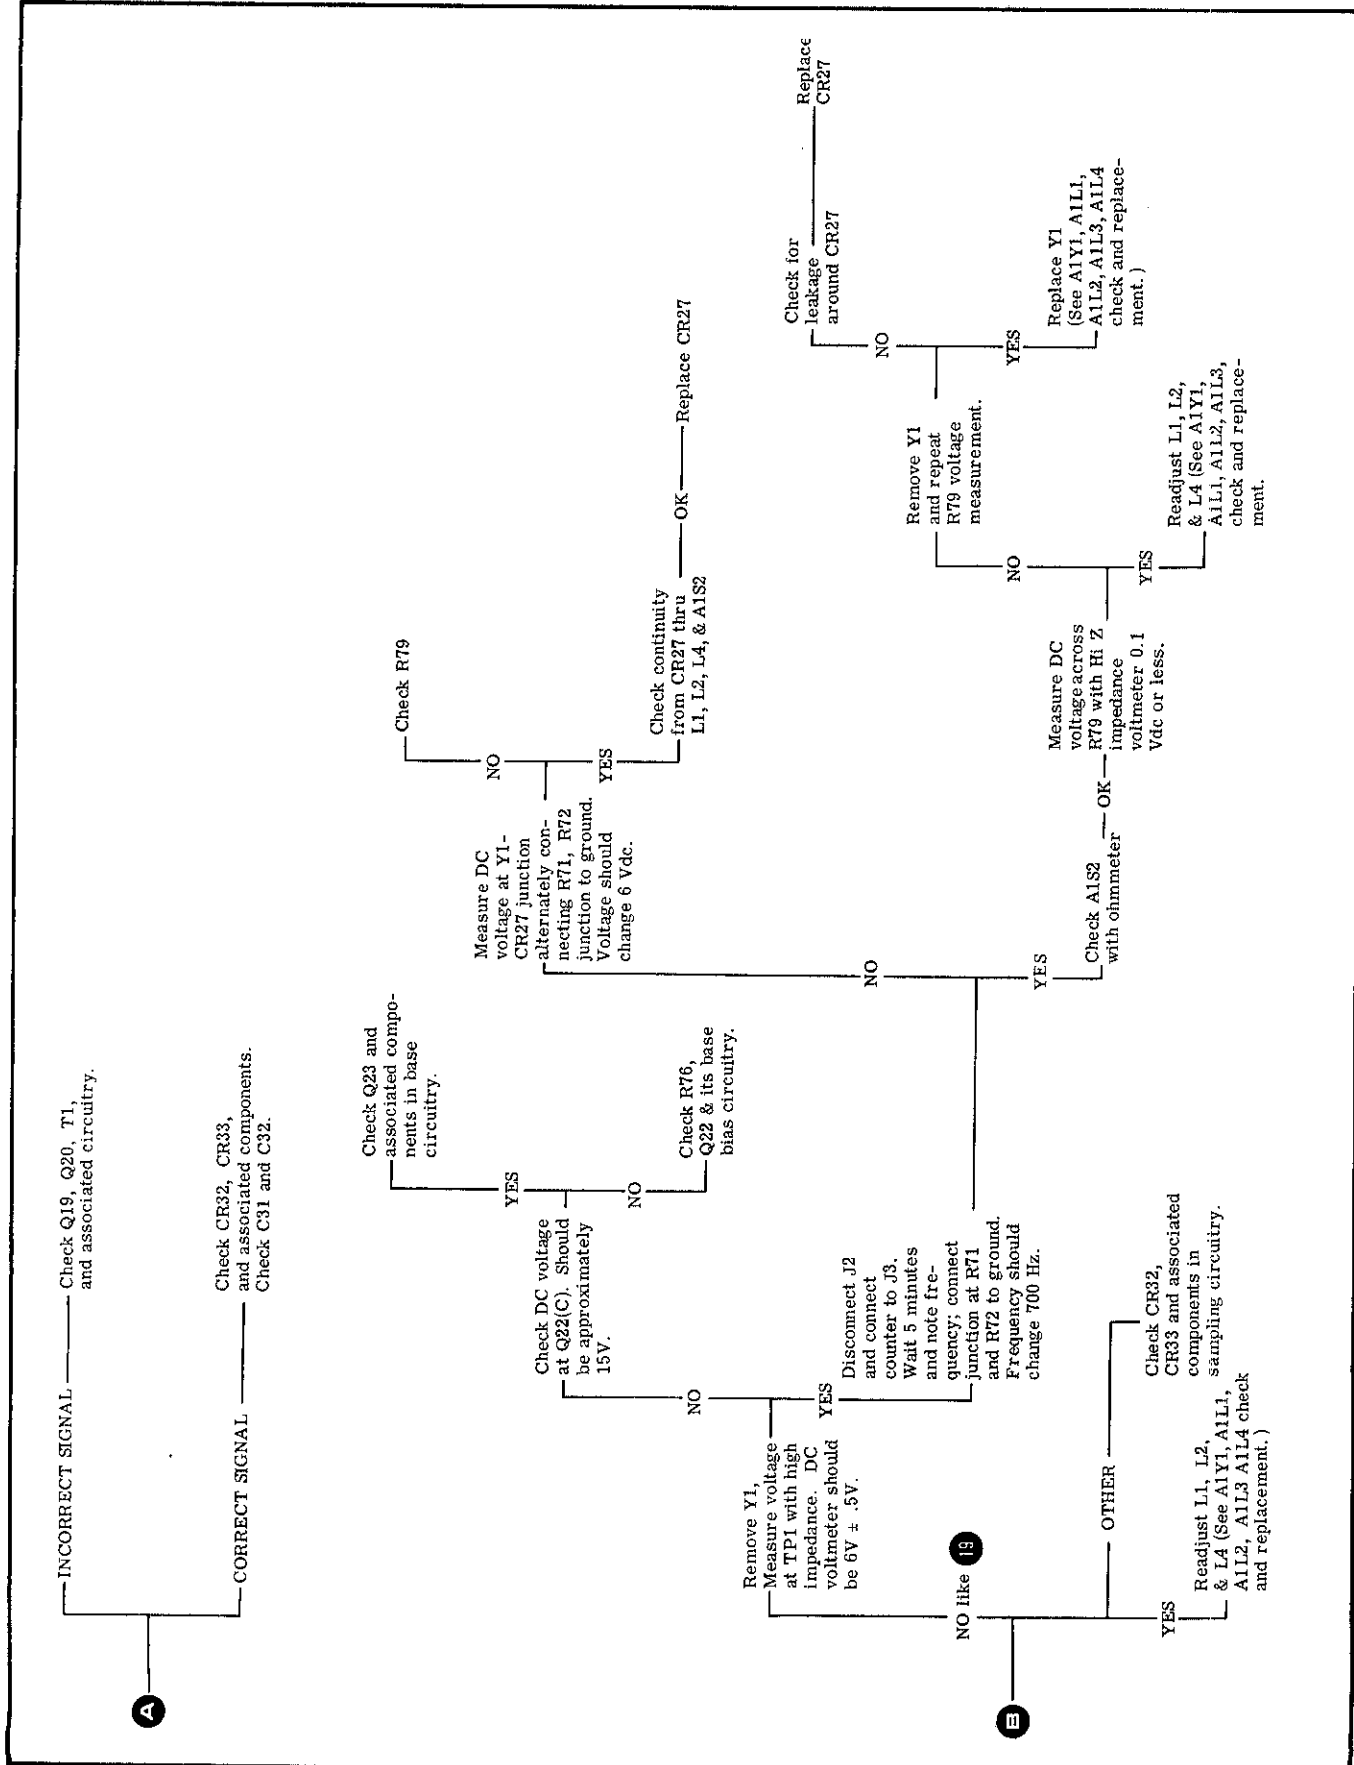 A
INCORRECT SIGNAL
Check Q19, Q20, T1,
and associated circuitry.
CORRECT SIGNAL
Check CR32, CR33,
and associated components.
Check C31 and C32.
B
NO like 19
Remove Y1,
Measure voltage
at TP1 with high
impedance. DC
voltmeter should
be 6V ± .5V.
NO
Check DC voltage
at Q22(C). Should
be approximately
15V.
YES
Check Q23 and
associated compo-
nents in base
circuitry.
NO
Check R76,
Q22 & its base
bias circuitry.
YES
Disconnect J2
and connect
counter to J3.
Wait 5 minutes
and note fre-
quency; connect
junction at R71
and R72 to ground.
Frequency should
change 700 Hz.
NO
Measure DC
voltage at Y1-
CR27 junction
alternately con-
necting R71, R72
junction to ground.
Voltage should
change 6 Vdc.
NO
Check R79
YES
Check continuity
from CR27 thru
L1, L2, L4, & A1S2
OK
Replace CR27
YES
Check A1S2
with ohmmeter
OK
Measure DC
voltage across
R79 with Hi Z
impedance
voltmeter 0.1
Vdc or less.
NO
Remove Y1
and repeat
R79 voltage
measurement.
NO
Check for
leakage
around CR27
Replace
CR27
YES
Replace Y1
(See A1Y1, A1L1,
A1L2, A1L3, A1L4
check and replace-
ment.)
YES
Readjust L1, L2,
& L4 (See A1Y1,
A1L1, A1L2, A1L3,
check and replace-
ment.
OTHER
Check CR32,
CR33 and associated
components in
sampling circuitry.
YES
Readjust L1, L2,
& L4 (See A1Y1, A1L1,
A1L2, A1L3 A1L4 check
and replacement.)